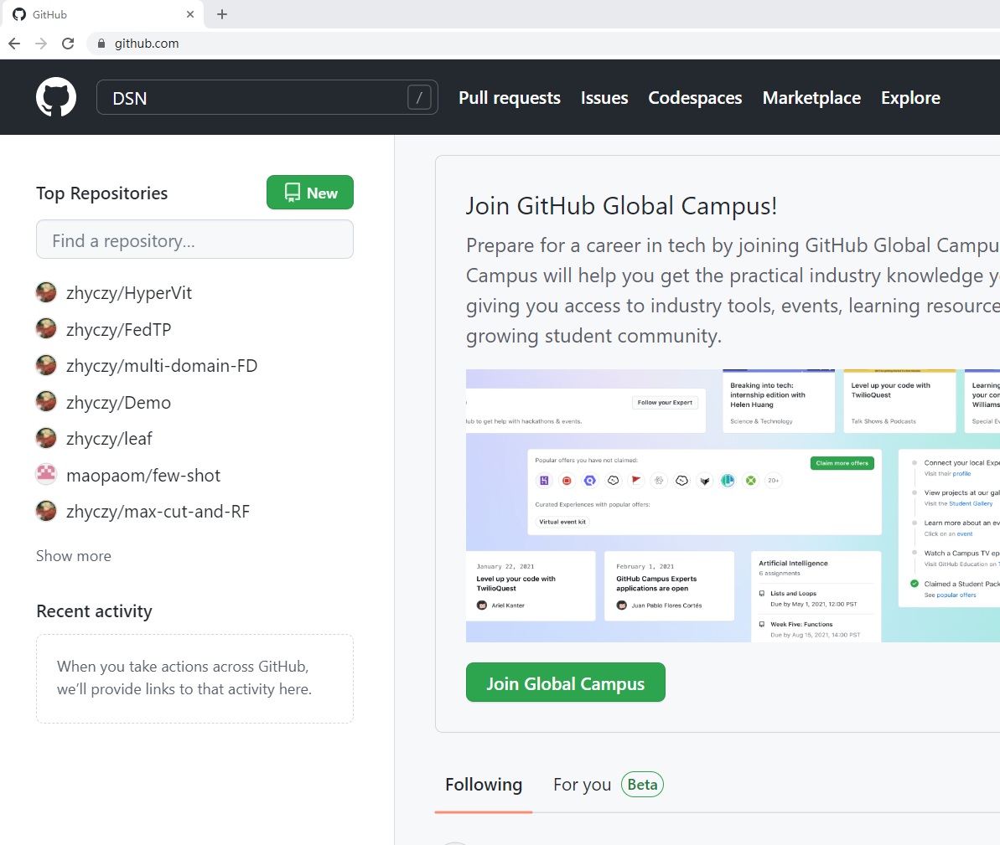 GitHub
github.com
DSN
/
Pull requests
Issues
Codespaces
Marketplace
Explore
Top Repositories
New
Find a repository...
zhyczy/HyperVit
zhyczy/FedTP
zhyczy/multi-domain-FD
zhyczy/Demo
zhyczy/leaf
maopaom/few-shot
zhyczy/max-cut-and-RF
Show more
Recent activity
When you take actions across GitHub,
we’ll provide links to that activity here.
Join GitHub Global Campus!
Prepare for a career in tech by joining GitHub Global Campu
Campus will help you get the practical industry knowledge y
giving you access to industry tools, events, learning resource
growing student community.
Follow your Expert
ub to get help with hackathons & events.
Breaking into tech:
internship edition with
Helen Huang
Science & Technology
Level up your code with
TwilioQuest
Talk Shows & Podcasts
Learning
your con
Williams
Special Ev
Popular offers you have not claimed:
Claim more offers
20+
Curated Experiences with popular offers:
Virtual event kit
Connect your local Expe
Visit their profile
View projects at our gal
Visit the Student Gallery
Learn more about an ev
Click on an event
Watch a Campus TV ep
Visit GitHub Education on T
Claimed a Student Pack
See popular offers
January 22, 2021
Level up your code with
TwilioQuest
Ariel Kanter
February 1, 2021
GitHub Campus Experts
applications are open
Juan Pablo Flores Cortés
Artificial Intelligence
6 assignments
Lists and Loops
Due by May 1, 2021, 12:00 PST
Week Five: Functions
Due by Aug 15, 2021, 14:00 PST
Join Global Campus
Following
For you
Beta